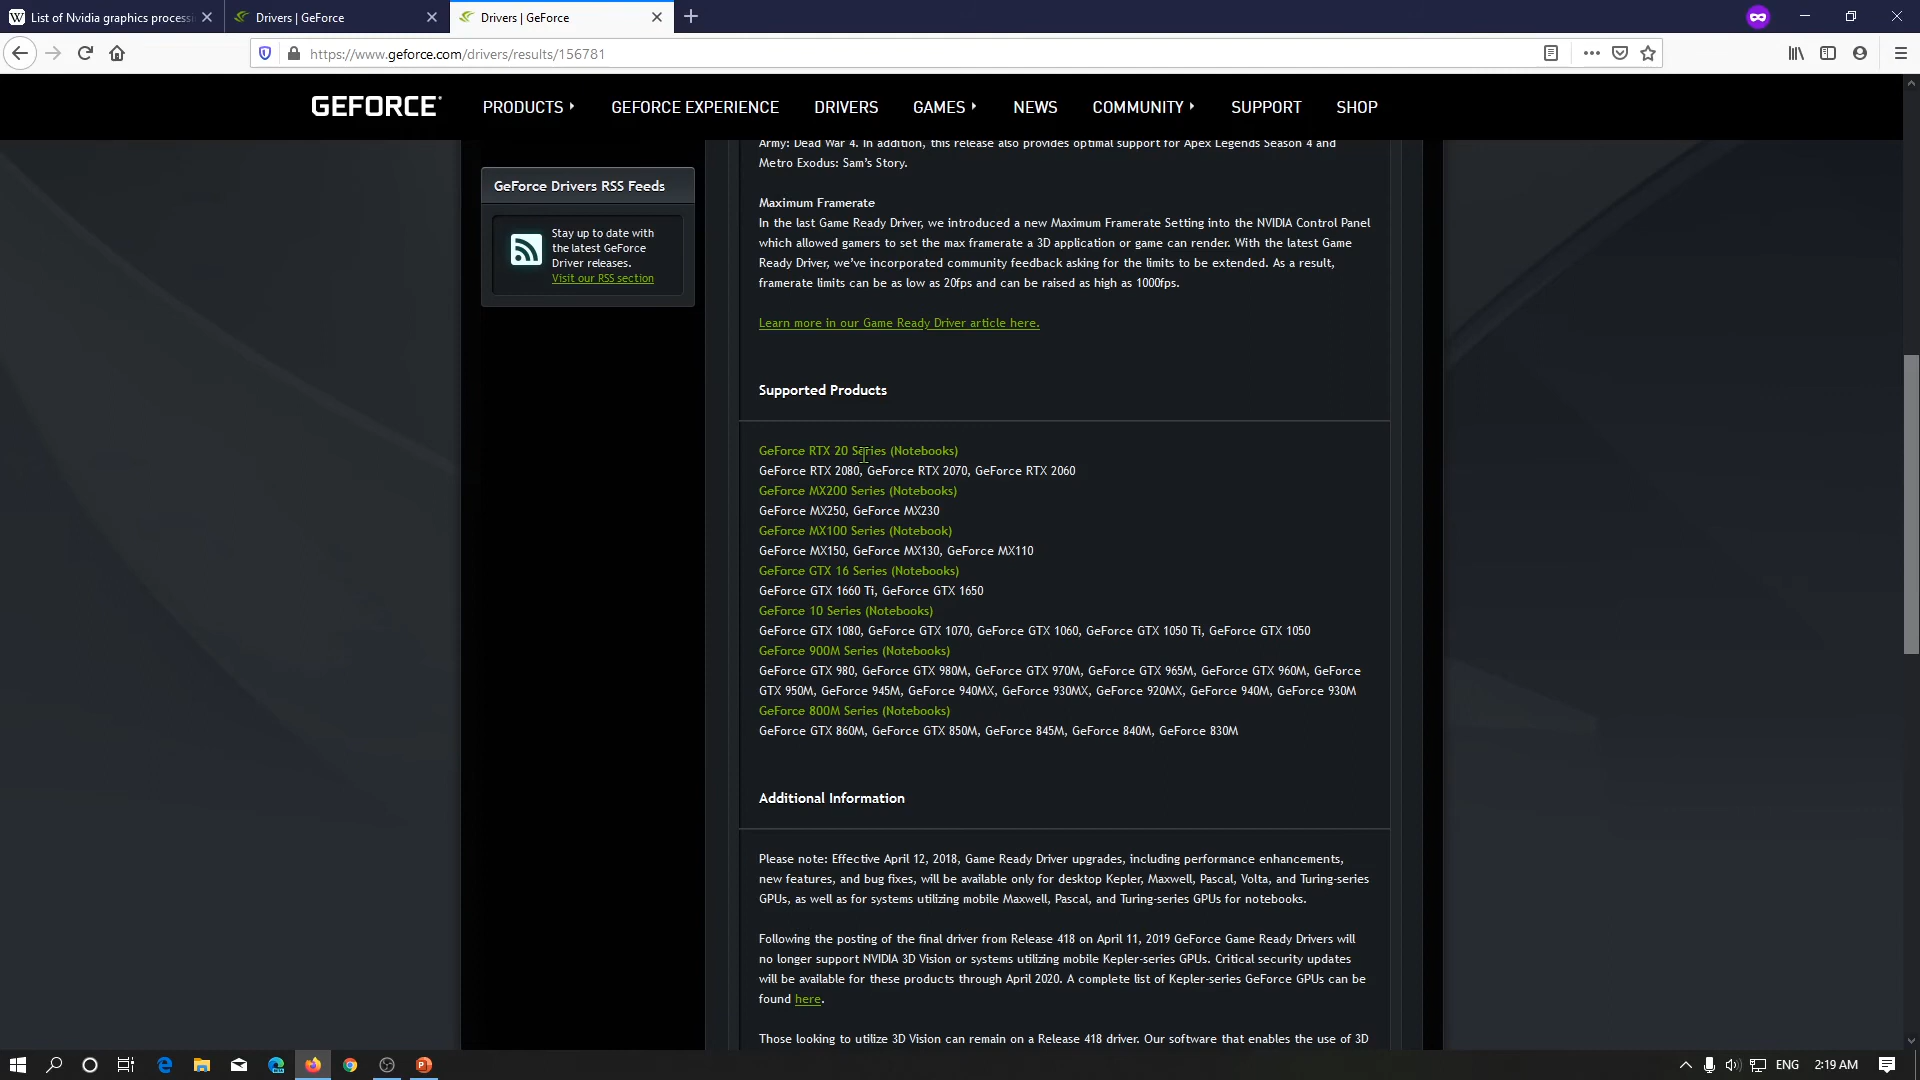 List of Nvidia graphics processi
Drivers | GeForce
Drivers | GeForce
https://www.geforce.com/drivers/results/156781
GEFORCE
PRODUCTS
GEFORCE EXPERIENCE
DRIVERS
GAMES
NEWS
COMMUNITY
SUPPORT
SHOP
GeForce Drivers RSS Feeds
Stay up to date with
the latest GeForce
Driver releases.
Visit our RSS section
Army: Dead War 4. In addition, this release also provides optimal support for Apex Legends Season 4 and
Metro Exodus: Sam's Story.
Maximum Framerate
In the last Game Ready Driver, we introduced a new Maximum Framerate Setting into the NVIDIA Control Panel
which allowed gamers to set the max framerate a 3D application or game can render. With the latest Game
Ready Driver, we've incorporated community feedback asking for the limits to be extended. As a result,
framerate limits can be as low as 20fps and can be raised as high as 1000fps.
Learn more in our Game Ready Driver article here.
Supported Products
GeForce RTX 20 Series (Notebooks)
GeForce RTX 2080, GeForce RTX 2070, GeForce RTX 2060
GeForce MX200 Series (Notebooks)
GeForce MX250, GeForce MX230
GeForce MX100 Series (Notebook)
GeForce MX150, GeForce MX130, GeForce MX110
GeForce GTX 16 Series (Notebooks)
GeForce GTX 1660 Ti, GeForce GTX 1650
GeForce 10 Series (Notebooks)
GeForce GTX 1080, GeForce GTX 1070, GeForce GTX 1060, GeForce GTX 1050 Ti, GeForce GTX 1050
GeForce 900M Series (Notebooks)
GeForce GTX 980, GeForce GTX 980M, GeForce GTX 970M, GeForce GTX 965M, GeForce GTX 960M, GeForce
GTX 950M, GeForce 945M, GeForce 940MX, GeForce 930MX, GeForce 920MX, GeForce 940M, GeForce 930M
GeForce 800M Series (Notebooks)
GeForce GTX 860M, GeForce GTX 850M, GeForce 845M, GeForce 840M, GeForce 830M
Additional Information
Please note: Effective April 12, 2018, Game Ready Driver upgrades, including performance enhancements,
new features, and bug fixes, will be available only for desktop Kepler, Maxwell, Pascal, Volta, and Turing-series
GPUs, as well as for systems utilizing mobile Maxwell, Pascal, and Turing-series GPUs for notebooks.
Following the posting of the final driver from Release 418 on April 11, 2019 GeForce Game Ready Drivers will
no longer support NVIDIA 3D Vision or systems utilizing mobile Kepler-series GPUs. Critical security updates
will be available for these products through April 2020. A complete list of Kepler-series GeForce GPUs can be
found here.
Those looking to utilize 3D Vision can remain on a Release 418 driver. Our software that enables the use of 3D
ENG
2:19 AM